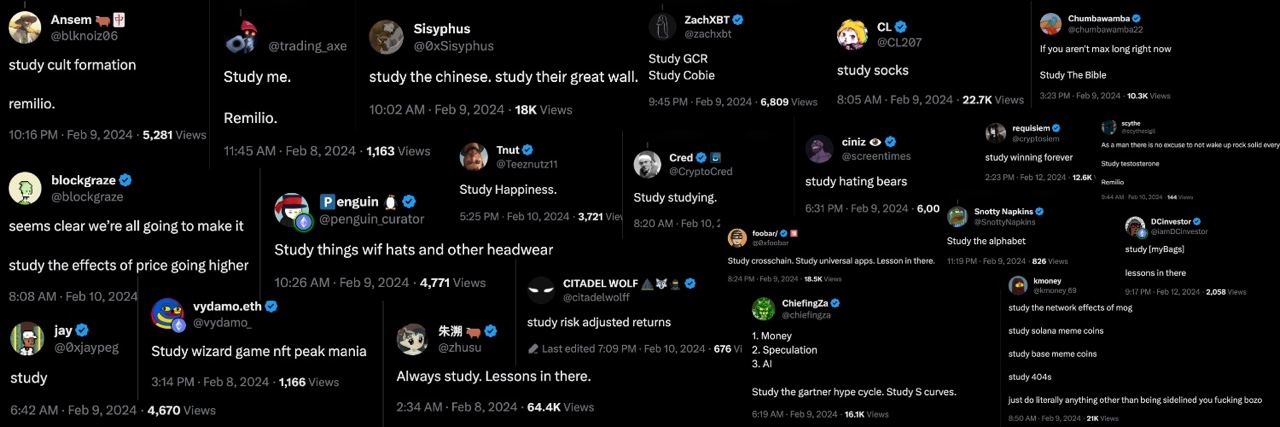 Ansem 🐂🀄
@blknoiz06
study cult formation
remilio.
10:16 PM · Feb 9, 2024 · 5,281 Views
@trading_axe
Study me.
Remilio.
11:45 AM · Feb 8, 2024 · 1,163 Views
Sisyphus
@0xSisyphus
study the chinese. study their great wall.
10:02 AM · Feb 9, 2024 · 18K Views
ZachXBT
@zachxbt
Study GCR
Study Cobie
9:45 PM · Feb 9, 2024 · 6,809 Views
CL
@CL207
study socks
8:05 AM · Feb 9, 2024 · 22.7K Views
Chumbawamba
@chumbawamba22
If you aren't max long right now
Study The Bible
3:23 PM · Feb 9, 2024 · 10.3K Views
blockgraze
@blockgraze
seems clear we're all going to make it
study the effects of price going higher
8:08 AM · Feb 10, 2024
🅿enguin 🐧
@penguin_curator
Study things wif hats and other headwear
10:26 AM · Feb 9, 2024 · 4,771 Views
Tnut
@Teeznutz11
Study Happiness.
5:25 PM · Feb 10, 2024 · 3,721 Vie
Cred
@CryptoCred
Study studying.
8:20 AM · Feb 10, 2
ciniz 👁
@screentimes
study hating bears
6:31 PM · Feb 9, 2024 · 6,00
requisiem
@cryptosiem
study winning forever
2:23 PM · Feb 12, 2024 · 12.6K
scythe
@scythesigil
As a man there is no excuse to not wake up rock solid every
Study testosterone
Remilio
9:44 AM · Feb 10, 2024 · 144 Views
jay
@0xjaypeg
study
6:42 AM · Feb 9, 2024 · 4,670 Views
vydamo.eth
@vydamo_
Study wizard game nft peak mania
3:14 PM · Feb 8, 2024 · 1,166 Views
朱溯 🐂
@zhusu
Always study. Lessons in there.
2:34 AM · Feb 8, 2024 · 64.4K Views
CITADEL WOLF
@citadelwolff
study risk adjusted returns
Last edited 7:09 PM · Feb 10, 2024 · 676 Vi
foobar/
@0xfoobar
Study crosschain. Study universal apps. Lesson in there.
8:24 PM · Feb 9, 2024 · 18.5K Views
ChiefingZa
@chiefingza
1. Money
2. Speculation
3. AI
Study the gartner hype cycle. Study S curves.
6:19 AM · Feb 9, 2024 · 16.1K Views
Snotty Napkins
@SnottyNapkins
Study the alphabet
11:19 PM · Feb 9, 2024 · 826 Views
DCinvestor
@iamDCinvestor
study [myBags]
lessons in there
9:17 PM · Feb 12, 2024 · 2,058 Views
kmoney
@kmoney_69
study the network effects of mog
study solana meme coins
study base meme coins
study 404s
just do literally anything other than being sidelined you fucking bozo
8:50 AM · Feb 9, 2024 · 21K Views